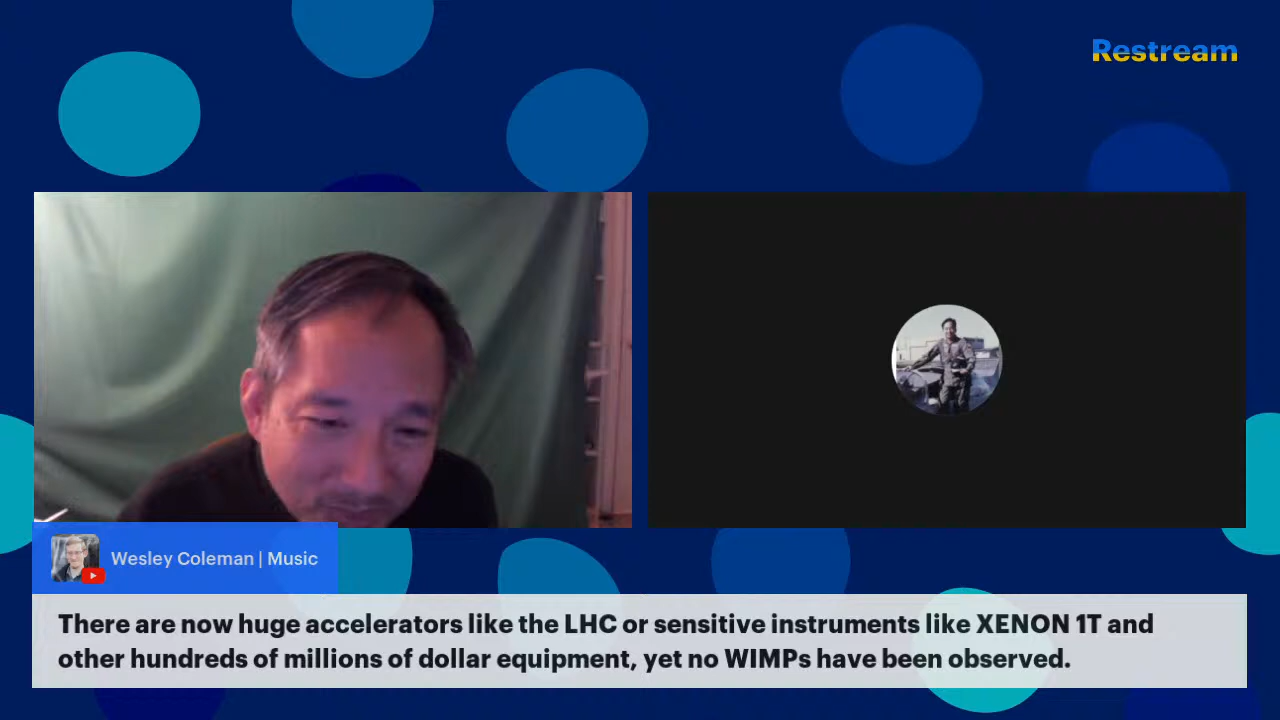 Restream
Wesley Coleman | Music
There are now huge accelerators like the LHC or sensitive instruments like XENON 1T and
other hundreds of millions of dollar equipment, yet no WIMPs have been observed.